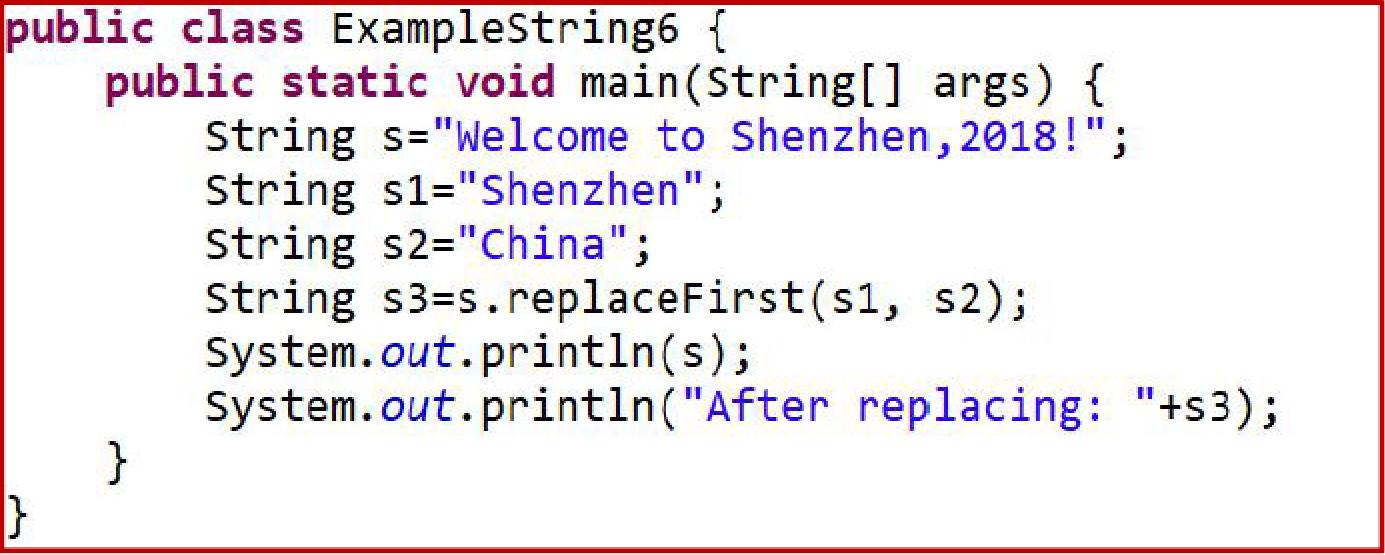 public class ExampleString6 {
    public static void main(String[] args) {
        String s="Welcome to Shenzhen,2018!";
        String s1="Shenzhen";
        String s2="China";
        String s3=s.replaceFirst(s1, s2);
        System.out.println(s);
        System.out.println("After replacing: "+s3);
    }
}